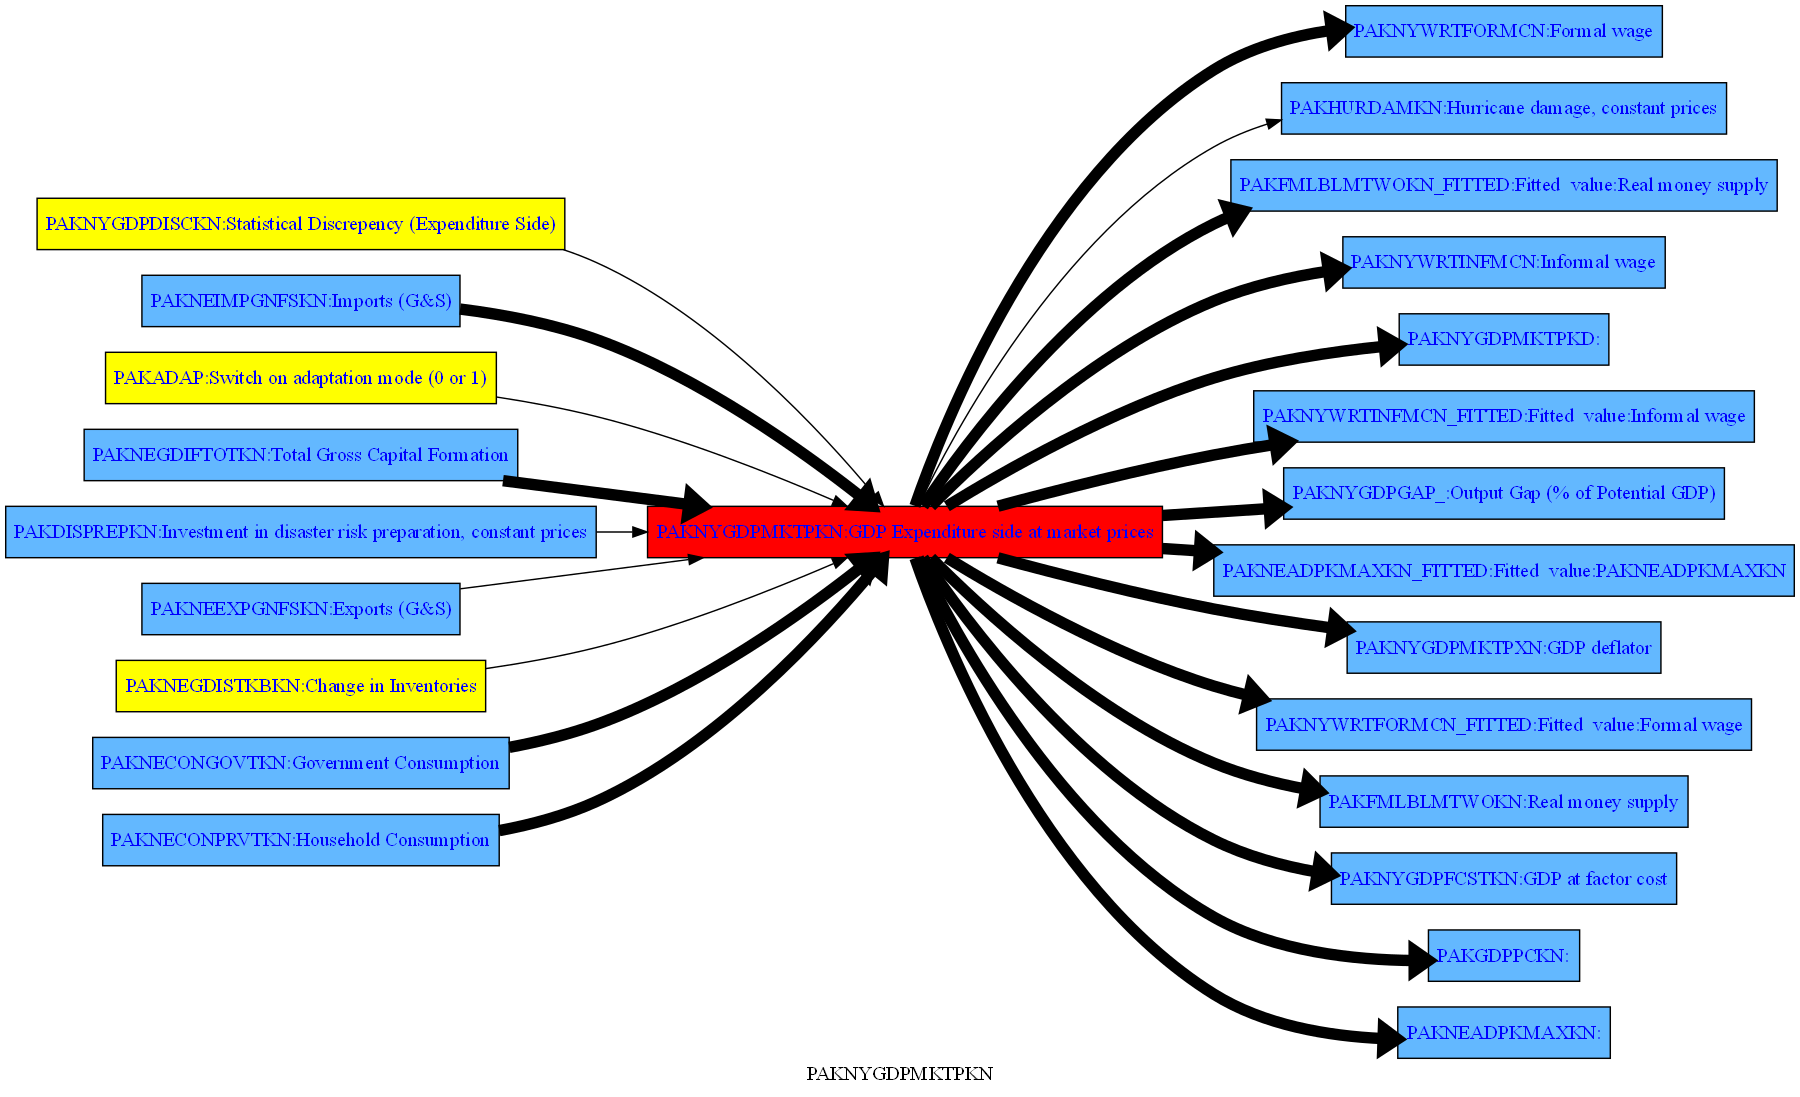 PAKNYGDPDISCKN:Statistical Discrepency (Expenditure Side)
PAKNEIMPGNFSKN:Imports (G&S)
PAKADAP:Switch on adaptation mode (0 or 1)
PAKNEGDIFTOTKN:Total Gross Capital Formation
PAKDISPREPKN:Investment in disaster risk preparation, constant prices
PAKNEEXPGNFSKN:Exports (G&S)
PAKNEGDISTKBKN:Change in Inventories
PAKNECONGOVTKN:Government Consumption
PAKNECONPRVTKN:Household Consumption
PAKNYGDPMKTPKN:GDP Expenditure side at market prices
PAKNYWRTFORMCN:Formal wage
PAKHURDAMKN:Hurricane damage, constant prices
PAKFMLBLMTWOKN_FITTED:Fitted  value:Real money supply
PAKNYWRTINFMCN:Informal wage
PAKNYGDPMKTPKD:
PAKNYWRTINFMCN_FITTED:Fitted  value:Informal wage
PAKNYGDPGAP_:Output Gap (% of Potential GDP)
PAKNEADPKMAXKN_FITTED:Fitted  value:PAKNEADPKMAXKN
PAKNYGDPMKTPXN:GDP deflator
PAKNYWRTFORMCN_FITTED:Fitted  value:Formal wage
PAKFMLBLMTWOKN:Real money supply
PAKNYGDPFCSTKN:GDP at factor cost
PAKGDPPCKN:
PAKNEADPKMAXKN:
PAKNYGDPMKTPKN